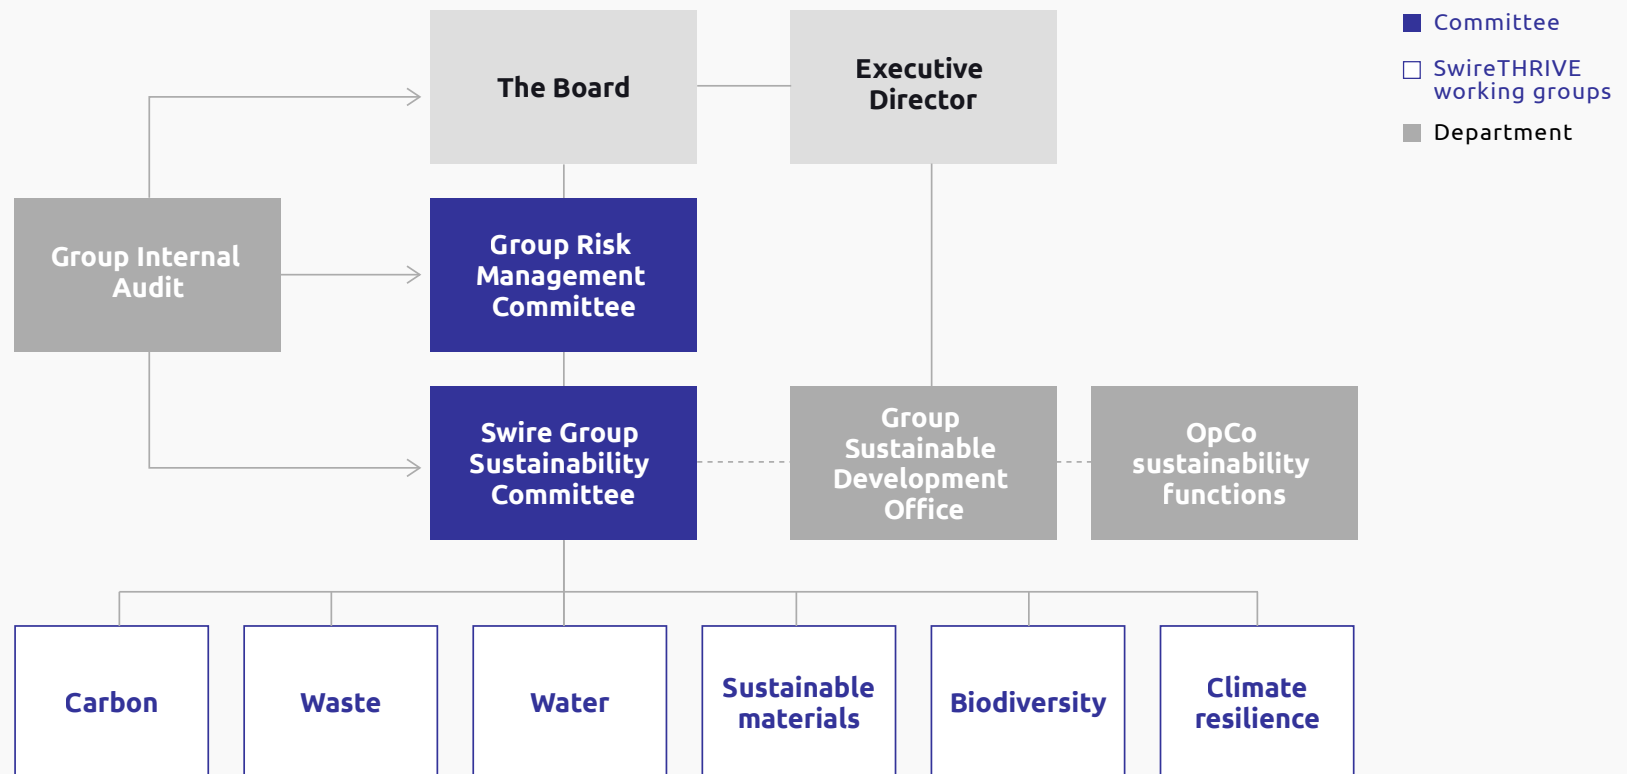 The Board
Executive
Director
Committee
SwireTHRIVE
working groups
Department
Group Internal
Audit
Group Risk
Management
Committee
Swire Group
Sustainability
Committee
Group
Sustainable
Development
Office
OpCo
sustainability
functions
Carbon
Waste
Water
Sustainable
materials
Biodiversity
Climate
resilience